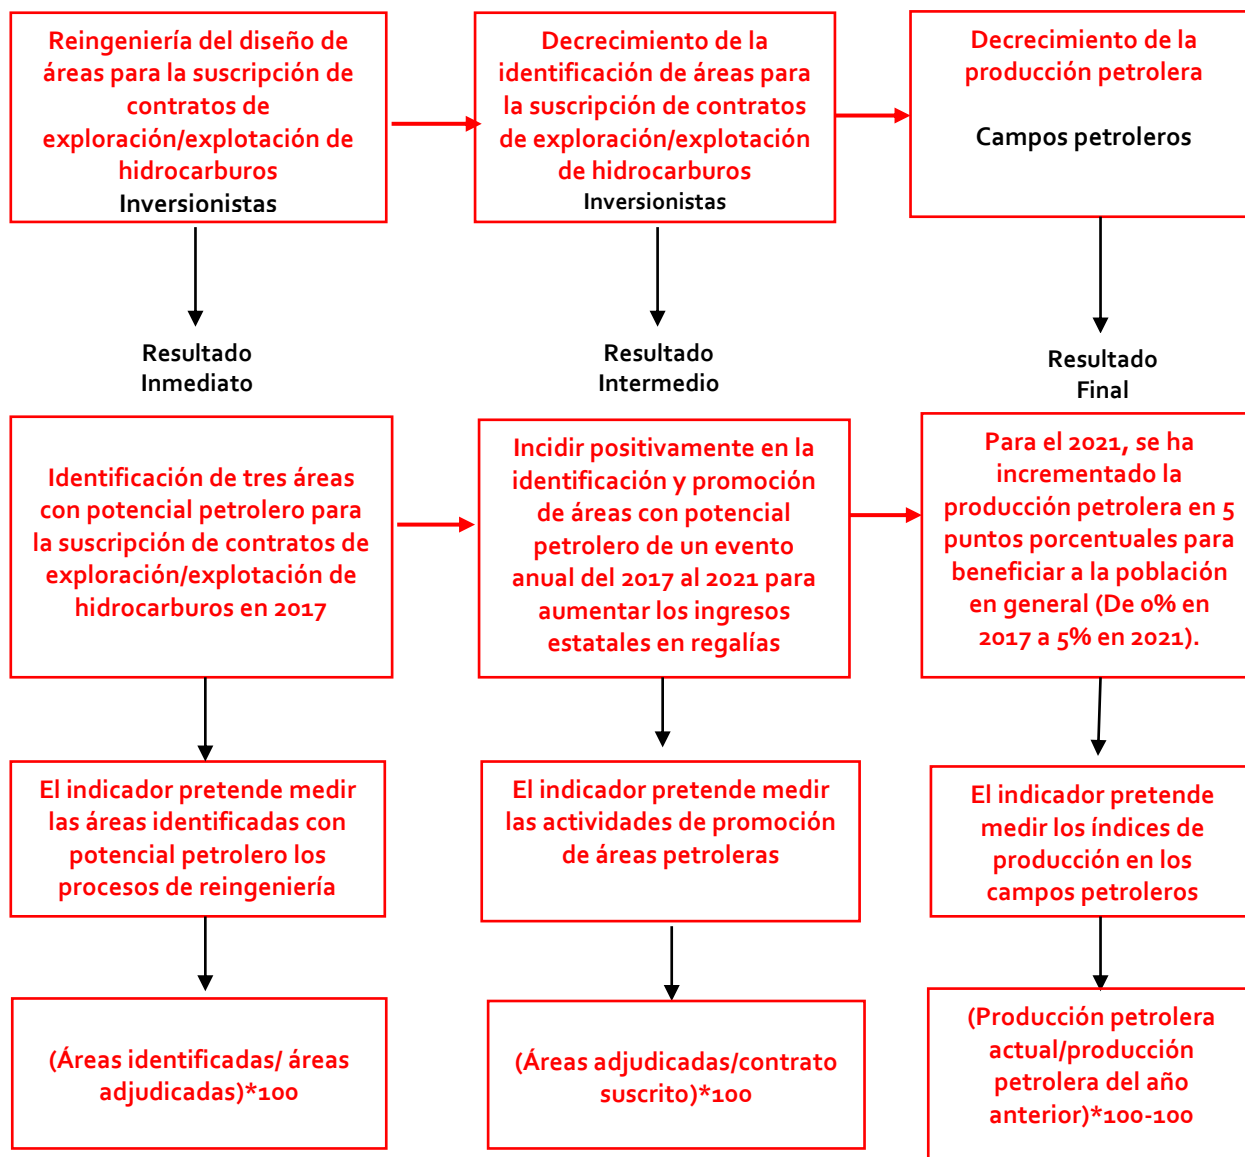 Reingeniería del diseño de
áreas para la suscripción de
contratos de
exploración/explotación de
hidrocarburos
Inversionistas
Decrecimiento de la
identificación de áreas para
la suscripción de contratos
de exploración/explotación
de hidrocarburos
Inversionistas
Decrecimiento de la
producción petrolera
Campos petroleros
Resultado
Inmediato
Resultado
Intermedio
Resultado
Final
Identificación de tres áreas
con potencial petrolero para
la suscripción de contratos de
exploración/explotación de
hidrocarburos en 2017
Incidir positivamente en la
identificación y promoción
de áreas con potencial
petrolero de un evento
anual del 2017 al 2021 para
aumentar los ingresos
estatales en regalías
Para el 2021, se ha
incrementado la
producción petrolera en 5
puntos porcentuales para
beneficiar a la población
en general (De 0% en
2017 a 5% en 2021).
El indicador pretende medir
las áreas identificadas con
potencial petrolero los
procesos de reingeniería
El indicador pretende medir
las actividades de promoción
de áreas petroleras
El indicador pretende
medir los índices de
producción en los
campos petroleros
(Áreas identificadas/ áreas
adjudicadas)*100
(Áreas adjudicadas/contrato
suscrito)*100
(Producción petrolera
actual/producción
petrolera del año
anterior)*100-100